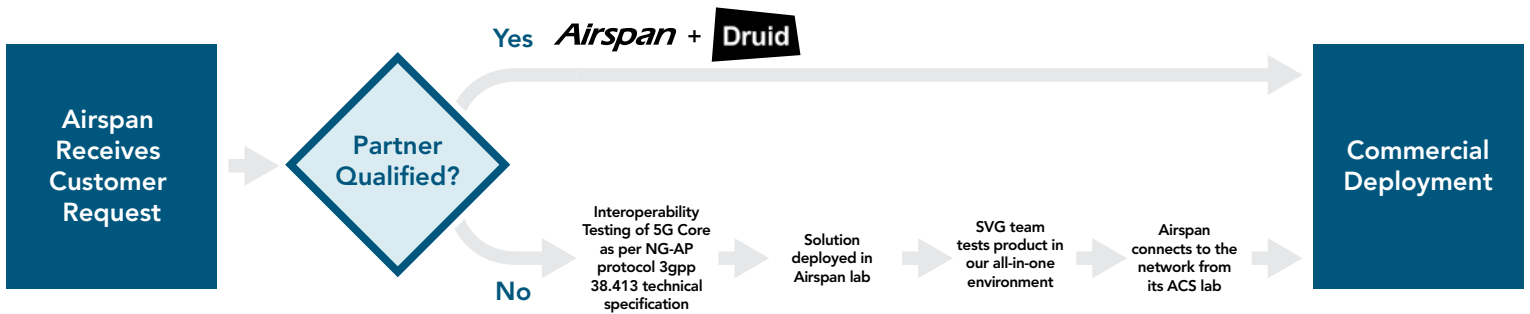 Airspan
Receives
Customer
Request
Partner
Qualified?
Yes Airspan + Druid
No
Interoperability
Testing of 5G Core
as per NG-AP
protocol 3gpp
38.413 technical
specification
Solution
deployed in
Airspan lab
SVG team
tests product in
our all-in-one
environment
Airspan
connects to the
network from
its ACS lab
Commercial
Deployment